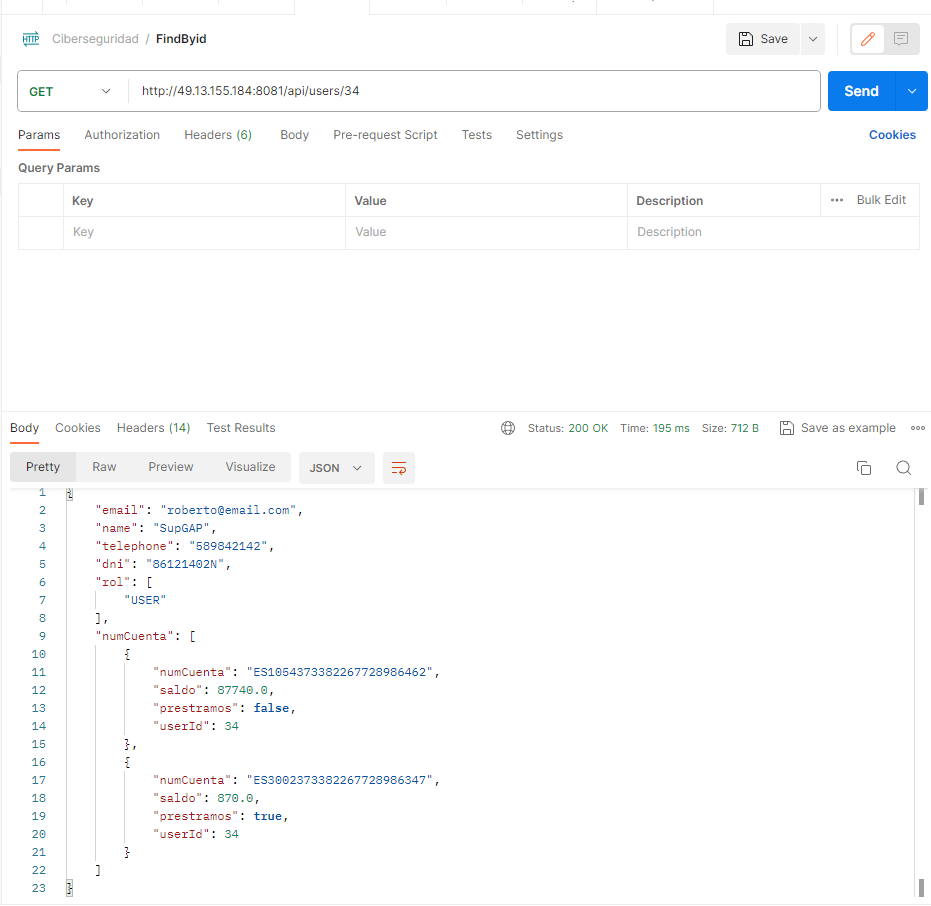 HTTP Ciberseguridad / FindByid Save
GET http://49.13.155.184:8081/api/users/34 Send
Params Authorization Headers (6) Body Pre-request Script Tests Settings Cookies
Query Params
Key Value Description ••• Bulk Edit
Key Value Description
Body Cookies Headers (14) Test Results Status: 200 OK Time: 195 ms Size: 712 B Save as example •••
Pretty Raw Preview Visualize JSON
1 {
2 "email": "roberto@email.com",
3 "name": "SupGAP",
4 "telephone": "589842142",
5 "dni": "86121402N",
6 "rol": [
7 "USER"
8 ],
9 "numCuenta": [
10 {
11 "numCuenta": "ES1054373382267728986462",
12 "saldo": 87740.0,
13 "prestramos": false,
14 "userId": 34
15 },
16 {
17 "numCuenta": "ES3002373382267728986347",
18 "saldo": 870.0,
19 "prestramos": true,
20 "userId": 34
21 }
22 ]
23 }